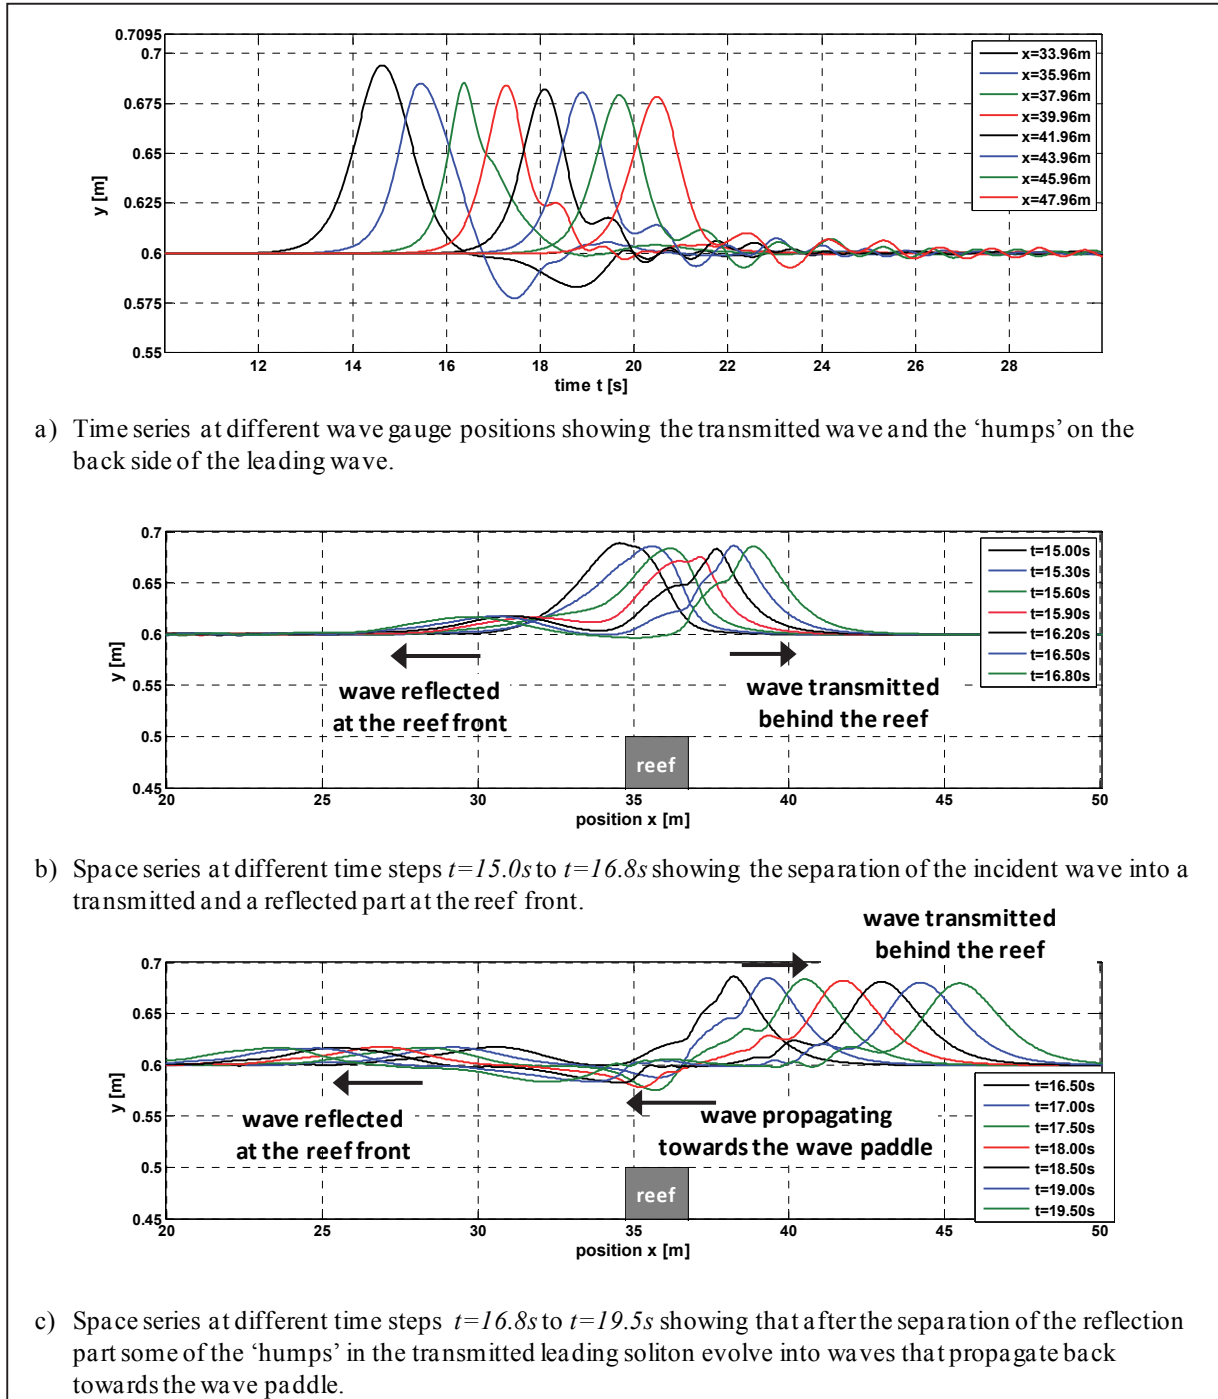 0.7095
0.7
0.675
0.65
0.625
0.6
0.575
0.55
y [m]
12 14 16 18 20 22 24 26 28
time t [s]
x=33.96m
x=35.96m
x=37.96m
x=39.96m
x=41.96m
x=43.96m
x=45.96m
x=47.96m
a) Time series at different wave gauge positions showing the transmitted wave and the ‘humps’ on the
back side of the leading wave.
0.7
0.65
0.6
0.55
0.5
0.45
y [m]
t=15.00s
t=15.30s
t=15.60s
t=15.90s
t=16.20s
t=16.50s
t=16.80s
wave reflected
at the reef front
wave transmitted
behind the reef
reef
20 25 30 35 40 45 50
position x [m]
b) Space series at different time steps t=15.0s to t=16.8s showing the separation of the incident wave into a
transmitted and a reflected part at the reef front.
wave transmitted
behind the reef
0.7
0.65
0.6
0.55
0.5
0.45
y [m]
wave reflected
at the reef front
wave propagating
towards the wave paddle
reef
t=16.50s
t=17.00s
t=17.50s
t=18.00s
t=18.50s
t=19.00s
t=19.50s
20 25 30 35 40 45 50
position x [m]
c) Space series at different time steps t=16.8s to t=19.5s showing that after the separation of the reflection
part some of the ‘humps’ in the transmitted leading soliton evolve into waves that propagate back
towards the wave paddle.